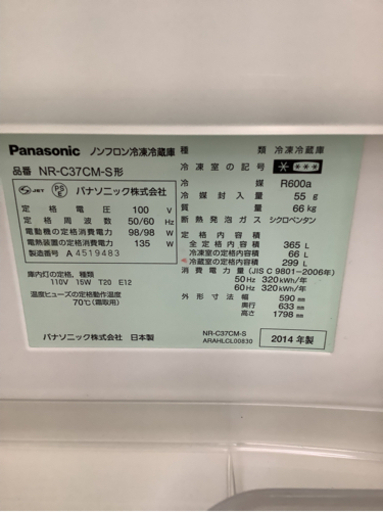 Panasonic ノンフロン冷凍冷蔵庫
品番 NR-C37CM-S形
JET PSE パナソニック株式会社
定格電圧 100 V
定格周波数 50/60 Hz
電動機の定格消費電力 98/98 W
電熱装置の定格消費電力 135 W
製造番号 A 4519483
庫内灯の定格、種類
110V 15W T20 E12
温度ヒューズの定格動作温度
70℃(霜取用)
パナソニック株式会社 日本製
種類 冷凍冷蔵庫
冷凍室の記号
冷媒 R600a
冷媒封入量 55 g
質量 66 kg
断熱発泡ガス シクロペンタン
定格内容積
全定格内容積 365 L
冷凍室の定格内容積 66 L
冷蔵室の定格内容積 299 L
消費電力量(JIS C 9801-2006年)
50 Hz 320 kWh/年
60 Hz 320 kWh/年
外形寸法 幅 590 mm
奥行 633 mm
高さ 1798 mm
NR-C37CM-S
ARAHLCL00830
2014年製